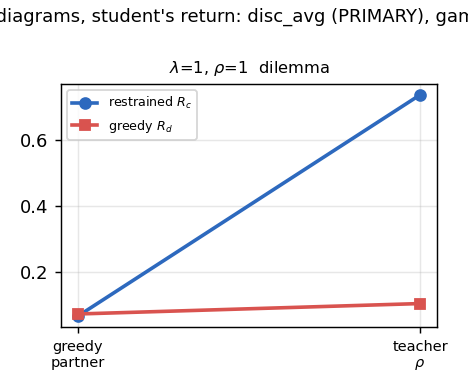 diagrams, student's return: disc_avg (PRIMARY), gam
λ=1, ρ=1 dilemma
restrained R_c
greedy R_d
0.6
0.4
0.2
greedy
partner
teacher
ρ